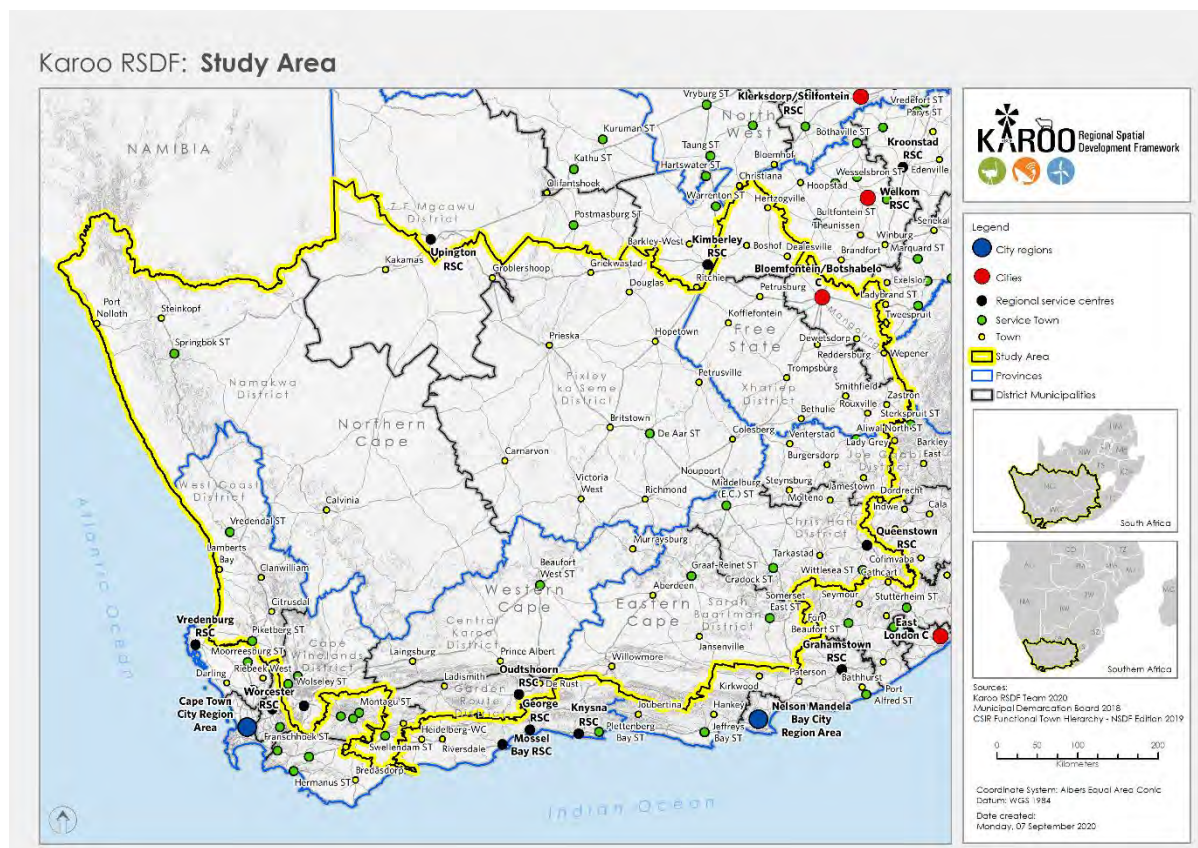 Karoo RSDF: Study Area
NAMIBIA
Vryburg ST
Klerksdorp/Stilfontein
RSC
Vredefort ST
Parys ST
North
West
Kuruman ST
Bothaville ST
Kroonstad
RSC
Edenville
Kathu ST
Taung ST
Hartswater ST
Bloemhof
Christiana
Wesselsbron ST
Hoopstad
Welkom
RSC
Olifantshoek
Warrenton ST
Hertzogville
Senekal
Z F Mgcawu
District
Postmasburg ST
Bultfontein ST
Theunissen
Winburg
Upington
RSC
Barkley-West
Kimberley
RSC
Boshof
Dealesville
Brandfort
Marquard ST
Kakamas
Groblershoop
Griekwastad
Ritchie
Bloemfontein/Botshabelo
C
Excelsior
Douglas
Petrusburg
Ladybrand ST
Tweespruit
Port
Nolloth
Steinkopf
Koffiefontein
Mangaung
Free
State
Springbok ST
Prieska
Hopetown
Dewetsdorp
Reddersburg
Wepener
Namakwa
District
Pixley
ka Seme
District
Petrusville
Trompsburg
Xhariep
District
Smithfield
Zastron
Rouxville
Sterkspruit ST
Northern
Cape
Britstown
De Aar ST
Colesberg
Bethulie
Aliwal North ST
Venterstad
Lady Grey
Barkley
East
Burgersdorp
Joe Gqabi
District
Carnarvon
Noupoort
Middelburg
(E.C.) ST
Steynsburg
Jamestown
Dordrecht
Molteno
Indwe
Cala
West Coast
District
Calvinia
Victoria
West
Richmond
Chris Hani
District
Queenstown
RSC
Vredendal ST
Lamberts
Bay
Murraysburg
Tarkastad
Cofimvaba
Clanwilliam
Beaufort
West ST
Graaf-Reinet ST
Cradock ST
Whittlesea ST
Cathcart
Aberdeen
Western
Cape
Eastern
Cape
Sarah
Baartman
District
Somerset
East ST
Seymour
Stutterheim ST
Citrusdal
Fort
Beaufort ST
East
London C
Vredenburg
RSC
Piketberg ST
Central
Karoo
District
Jansenville
Moorreesburg ST
Cape
Winelands
District
Laingsburg
Prince Albert
Willowmore
Grahamstown
RSC
Riebeek West
Darling
Wolseley ST
Ladismith
Oudtshoorn
RSC
De Rust
Kirkwood
Paterson
Bathhurst
Worcester
RSC
Montagu ST
Garden
Route
George
RSC
Knysna
RSC
Joubertina
Hankey
Port
Alfred ST
Cape Town
City Region
Area
Franschhoek ST
Swellendam ST
Heidelberg-WC
Riversdale
Mossel
Bay RSC
Plettenberg
Bay ST
Jeffreys
Bay ST
Nelson Mandela
Bay City
Region Area
Bredasdorp
Hermanus ST
Atlantic Ocean
Indian Ocean
KAROO
Regional Spatial
Development Framework
Legend
City regions
Cities
Regional service centres
Service Town
Town
Study Area
Provinces
District Municipalities
South Africa
Southern Africa
Sources:
Karoo RSDF Team 2020
Municipal Demarcation Board 2018
CSIR Functional Town Hierarchy - NSDF Edition 2019
0 50 100 200
Kilometers
Coordinate System: Albers Equal Area Conic
Datum: WGS 1984
Date created:
Monday, 07 September 2020